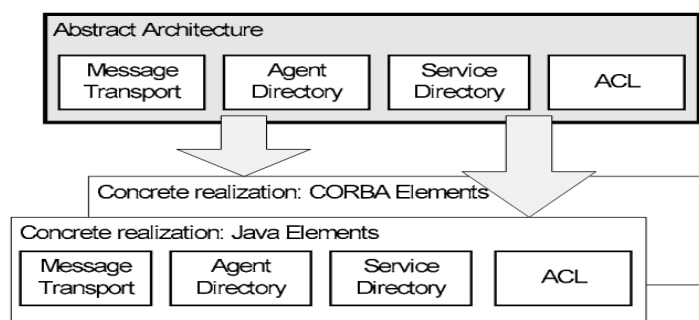 Abstract Architecture
Message Transport
Agent Directory
Service Directory
ACL
Concrete realization: CORBA Elements
Concrete realization: Java Elements
Message Transport
Agent Directory
Service Directory
ACL